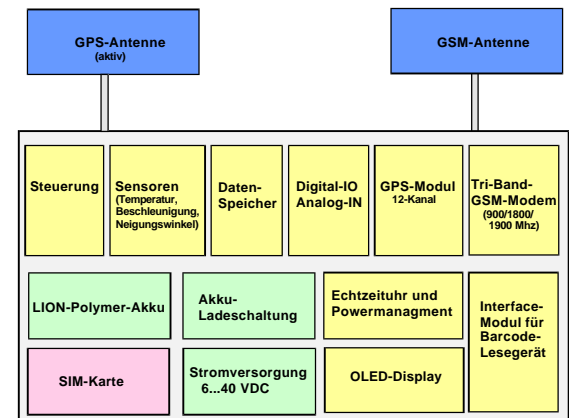 GPS-Antenne
(aktiv)
GSM-Antenne
Steuerung
Sensoren
(Temperatur,
Beschleunigung,
Neigungswinkel)
Daten-
Speicher
Digital-IO
Analog-IN
GPS-Modul
12-Kanal
Tri-Band-
GSM-Modem
(900/1800/
1900 Mhz)
LION-Polymer-Akku
Akku-
Ladeschaltung
Echtzeituhr und
Powermanagment
Interface-
Modul für
Barcode-
Lesegerät
SIM-Karte
Stromversorgung
6...40 VDC
OLED-Display